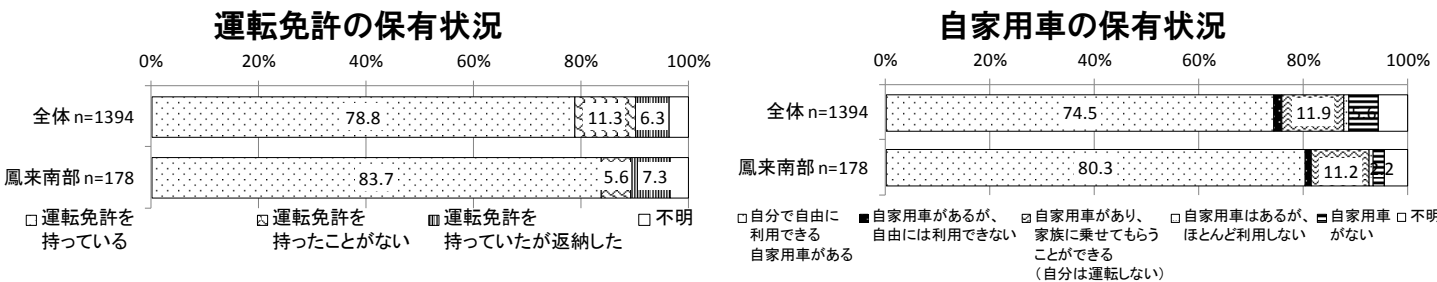 運転免許の保有状況
0% 20% 40% 60% 80% 100%
全体 n=1394 78.8 11.3 6.3
鳳来南部 n=178 83.7 5.6 7.3
運転免許を
持っている
運転免許を
持ったことがない
運転免許を
持っていたが返納した
不明
自家用車の保有状況
0% 20% 40% 60% 80% 100%
全体 n=1394 74.5 11.9
鳳来南部 n=178 80.3 11.2 2.2
自分で自由に
利用できる
自家用車がある
自家用車があるが、
自由には利用できない
自家用車があり、
家族に乗せてもらう
ことができる
（自分は運転しない）
自家用車はあるが、
ほとんど利用しない
自家用車
がない
不明